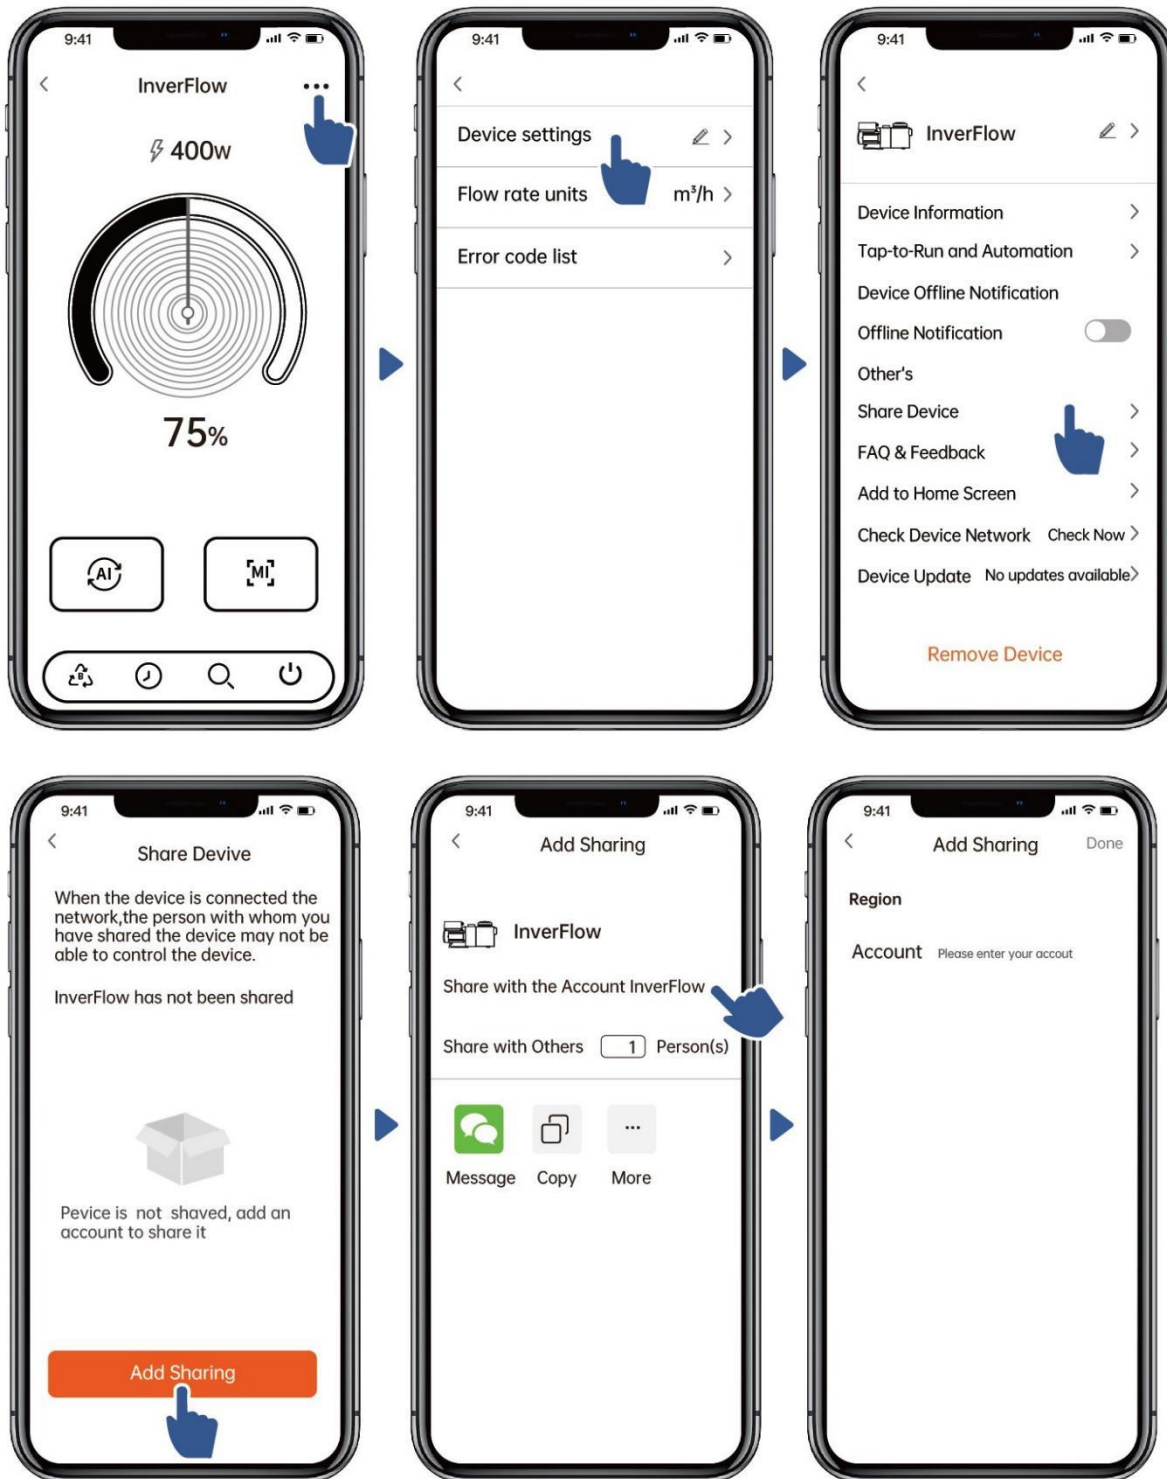 9:41
InverFlow
400w
75%
AI
MI
B
9:41
Device settings
Flow rate units m³/h
Error code list
9:41
InverFlow
Device Information
Tap-to-Run and Automation
Device Offline Notification
Offline Notification
Other's
Share Device
FAQ & Feedback
Add to Home Screen
Check Device Network Check Now
Device Update No updates available
Remove Device
9:41
Share Devive
When the device is connected the
network,the person with whom you
have shared the device may not be
able to control the device.
InverFlow has not been shared
Pevice is not shaved, add an
account to share it
Add Sharing
9:41
Add Sharing
InverFlow
Share with the Account InverFlow
Share with Others 1 Person(s)
Message Copy More
9:41
Add Sharing Done
Region
Account Please enter your accout